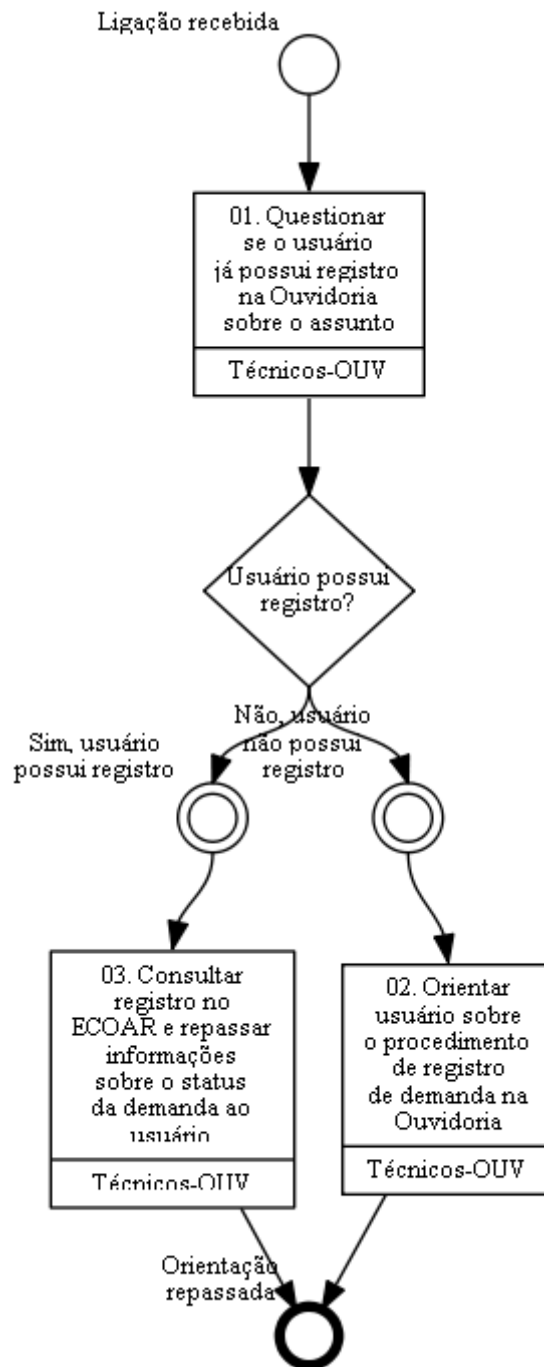 Ligação recebida
01. Questionar
se o usuário
já possui registro
na Ouvidoria
sobre o assunto
Técnicos-OUV
Usuário possui
registro?
Sim, usuário
possui registro
Não, usuário
não possui
registro
03. Consultar
registro no
ECOAR e repassar
informações
sobre o status
da demanda ao
usuário
Técnicos-OUV
02. Orientar
usuário sobre
o procedimento
de registro
de demanda na
Ouvidoria
Técnicos-OUV
Orientação
repassada